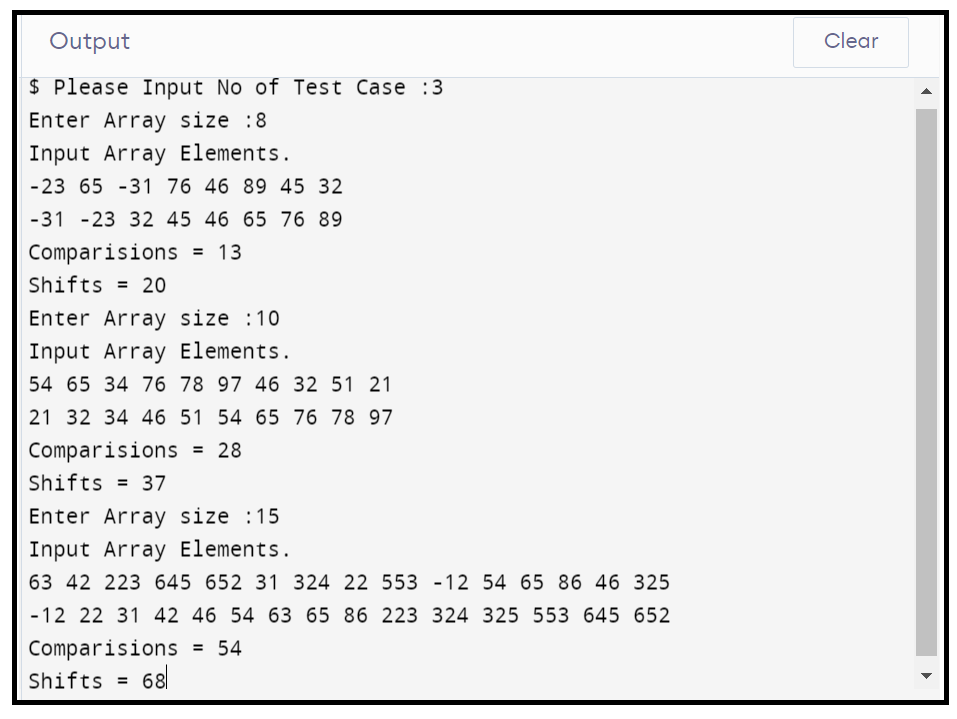 Output
Clear
$ Please Input No of Test Case :3
Enter Array size :8
Input Array Elements.
-23 65 -31 76 46 89 45 32
-31 -23 32 45 46 65 76 89
Comparisions = 13
Shifts = 20
Enter Array size :10
Input Array Elements.
54 65 34 76 78 97 46 32 51 21
21 32 34 46 51 54 65 76 78 97
Comparisions = 28
Shifts = 37
Enter Array size :15
Input Array Elements.
63 42 223 645 652 31 324 22 553 -12 54 65 86 46 325
-12 22 31 42 46 54 63 65 86 223 324 325 553 645 652
Comparisions = 54
Shifts = 68